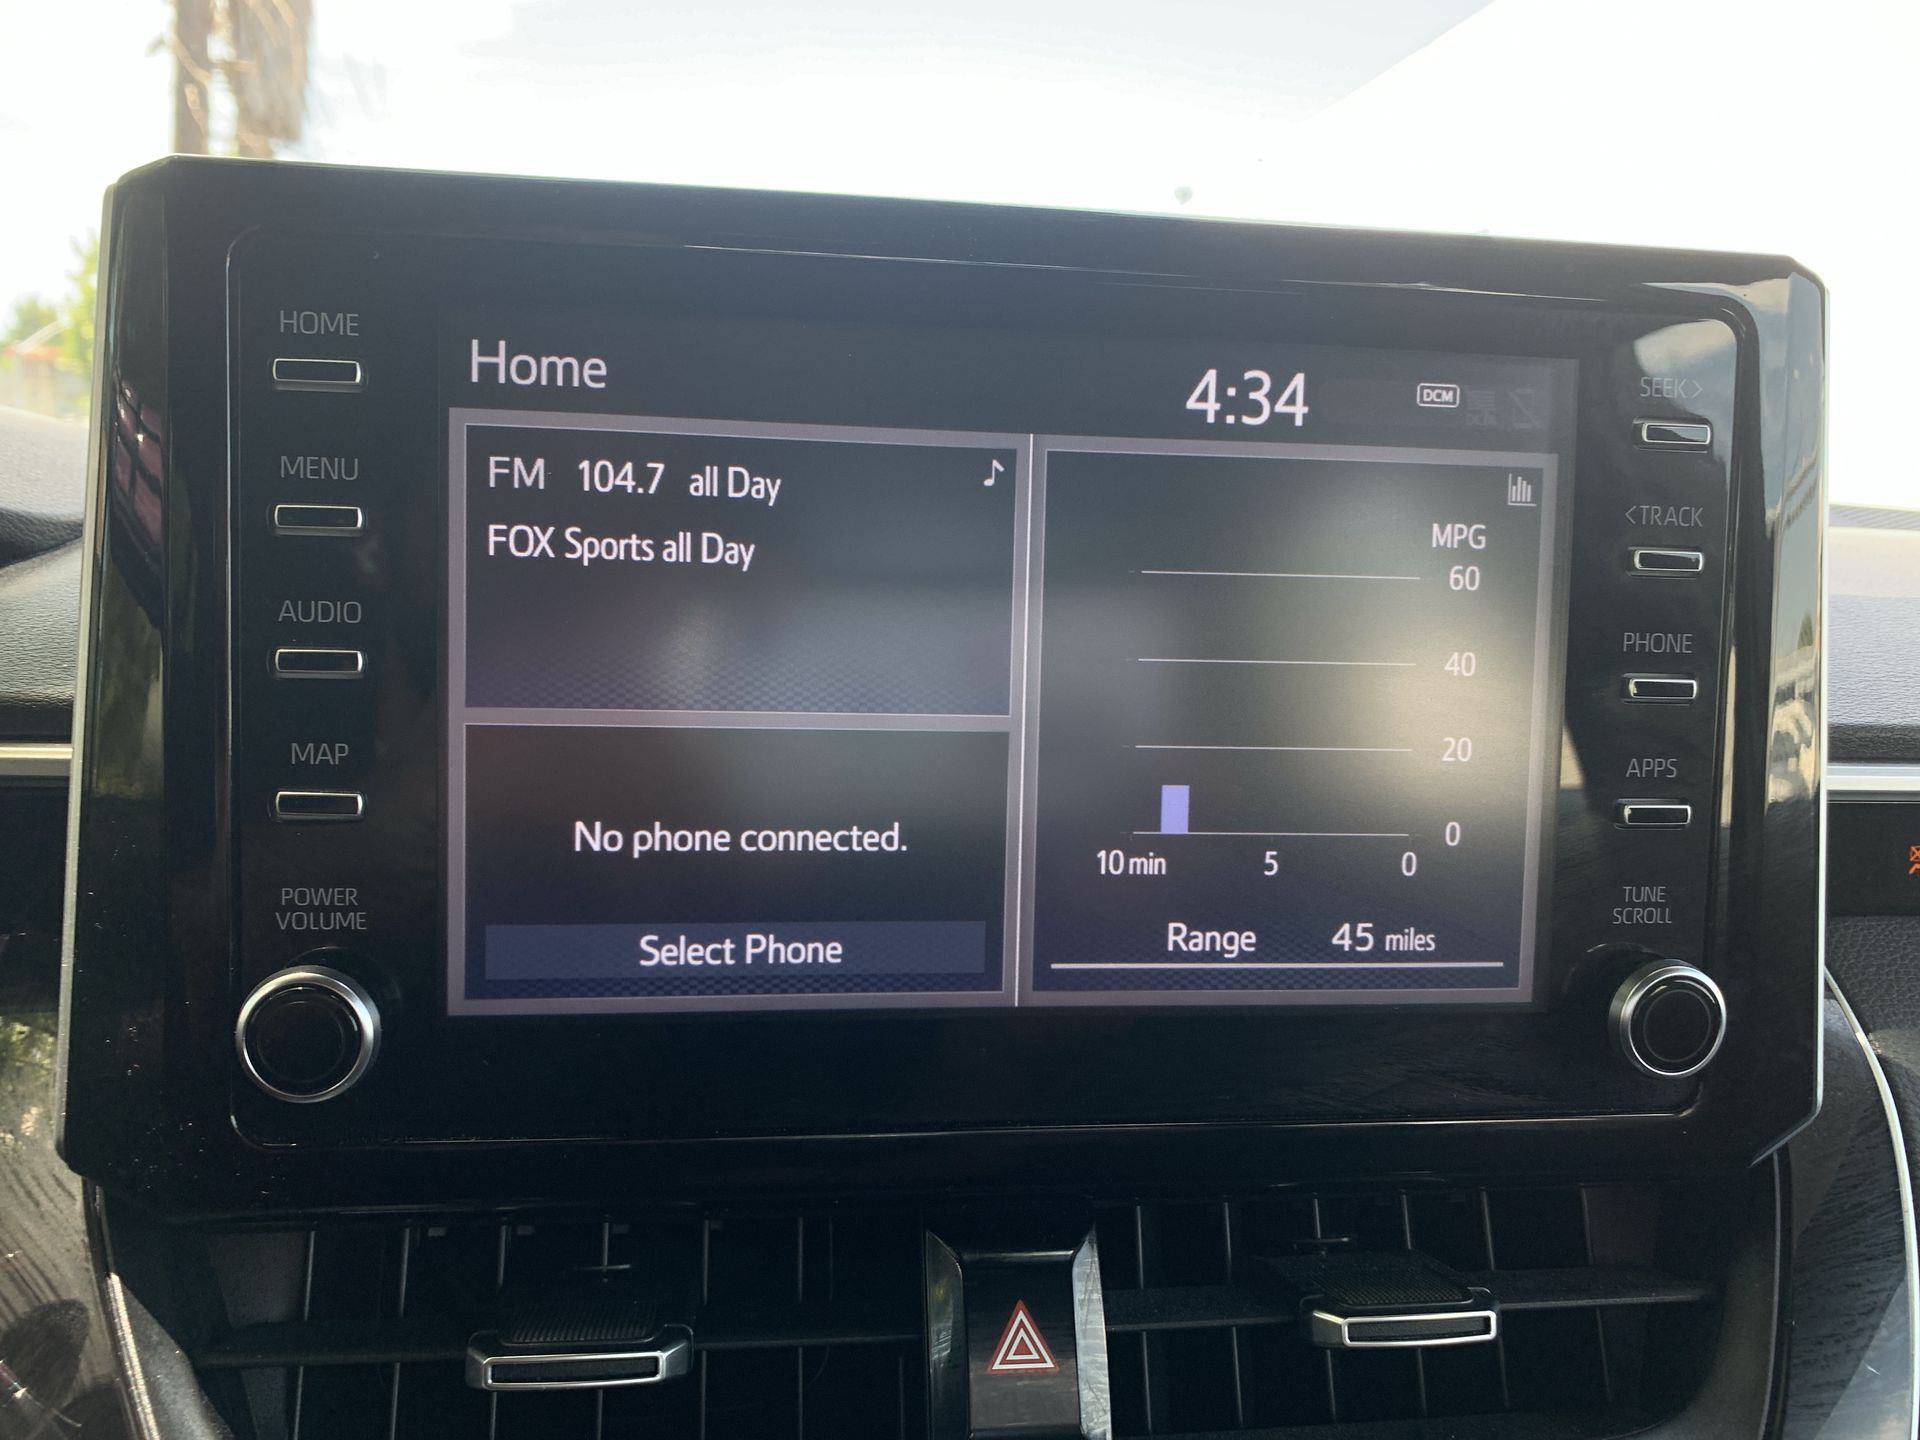 HOME
MENU
AUDIO
MAP
POWER
VOLUME
Home
4:34
DCM
FM 104.7 all Day
FOX Sports all Day
No phone connected.
Select Phone
MPG
60
40
20
0
10 min 5 0
Range 45 miles
SEEK>
<TRACK
PHONE
APPS
TUNE
SCROLL